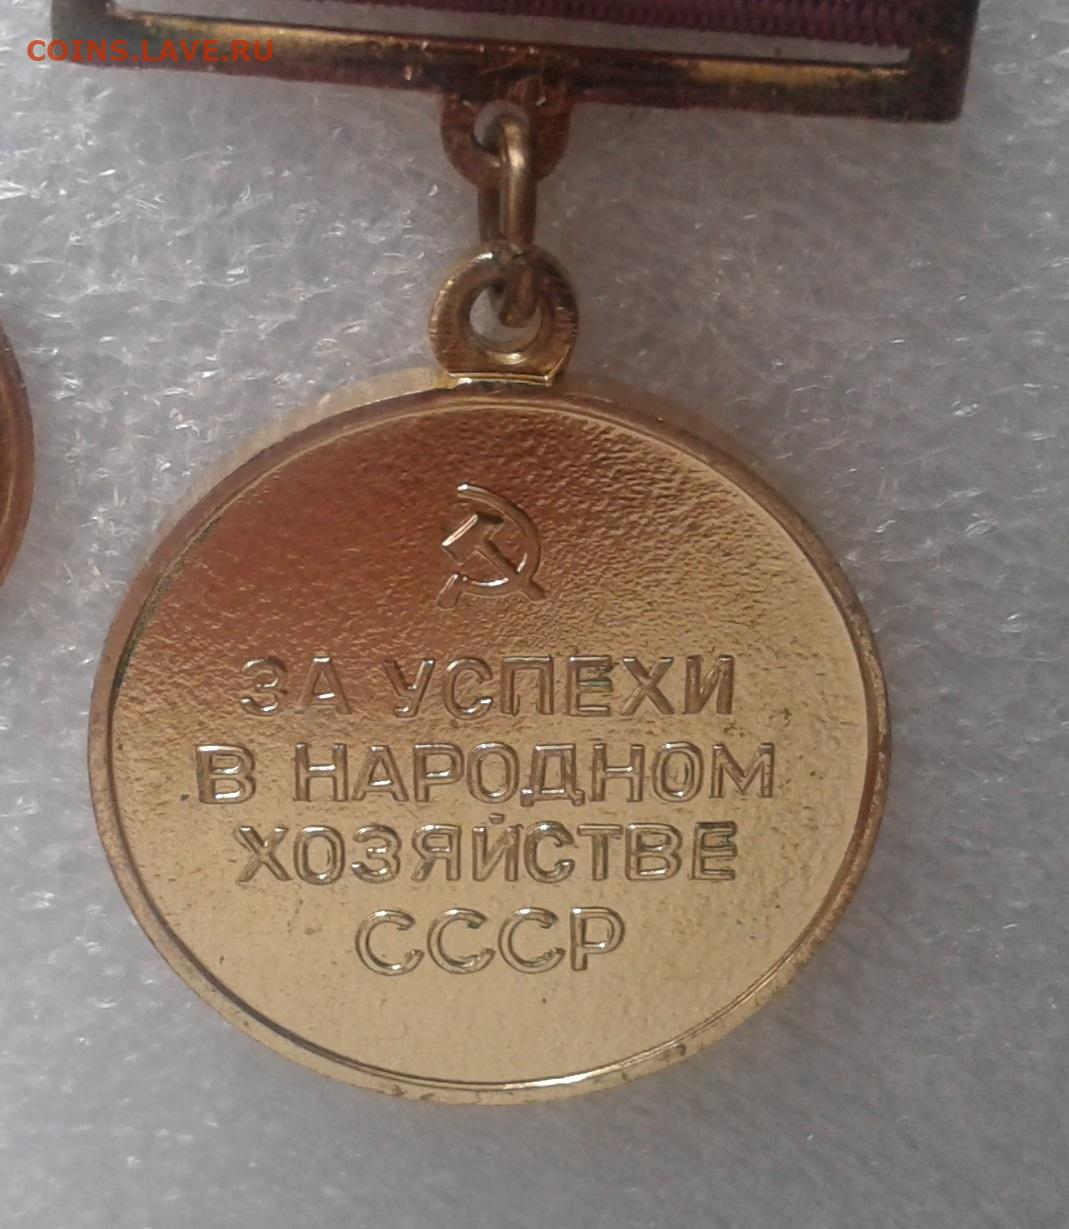 COINS.LAVE.RU
ЗА УСПЕХИ
В НАРОДНОМ
ХОЗЯЙСТВЕ
СССР